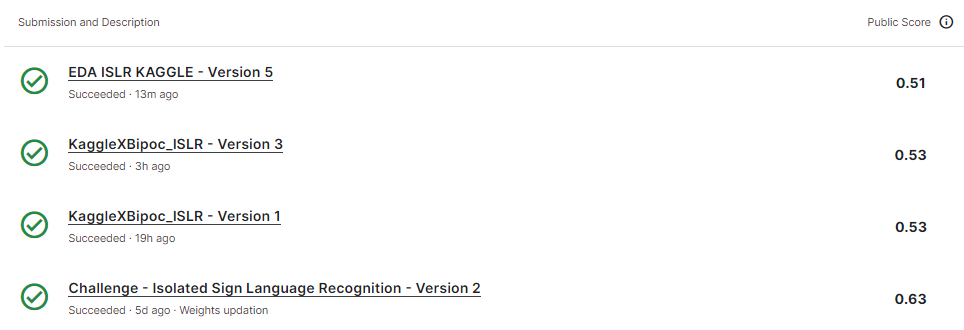 Submission and Description Public Score
EDA ISLR KAGGLE - Version 5
Succeeded · 13m ago
0.51
KaggleXBipoc_ISLR - Version 3
Succeeded · 3h ago
0.53
KaggleXBipoc_ISLR - Version 1
Succeeded · 19h ago
0.53
Challenge - Isolated Sign Language Recognition - Version 2
Succeeded · 5d ago · Weights updation
0.63